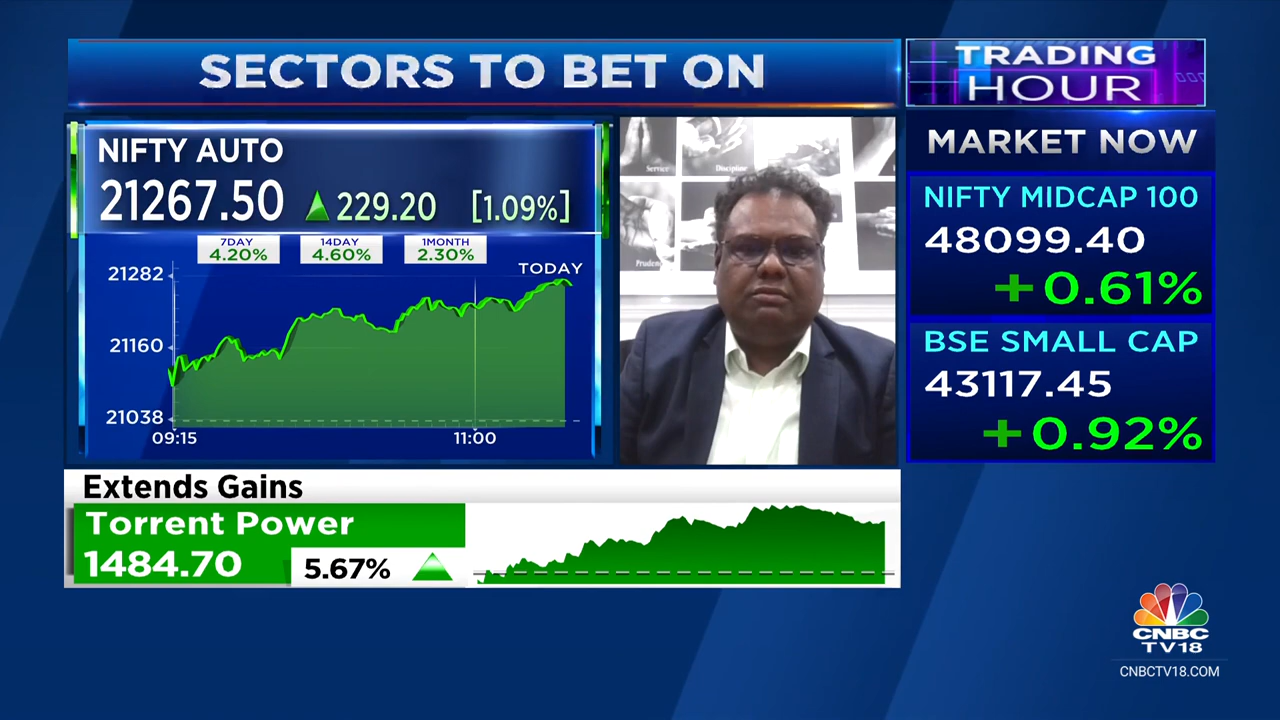 SECTORS TO BET ON
TRADING
HOUR
NIFTY AUTO
21267.50 ▲ 229.20 [1.09%]
7DAY
4.20%
14DAY
4.60%
1MONTH
2.30%
TODAY
21282
21160
21038
09:15
11:00
Service
Discipline
MARKET NOW
NIFTY MIDCAP 100
48099.40
+0.61%
BSE SMALL CAP
43117.45
+0.92%
Extends Gains
Torrent Power
1484.70
5.67%
CNBC
TV18
CNBCTV18.COM